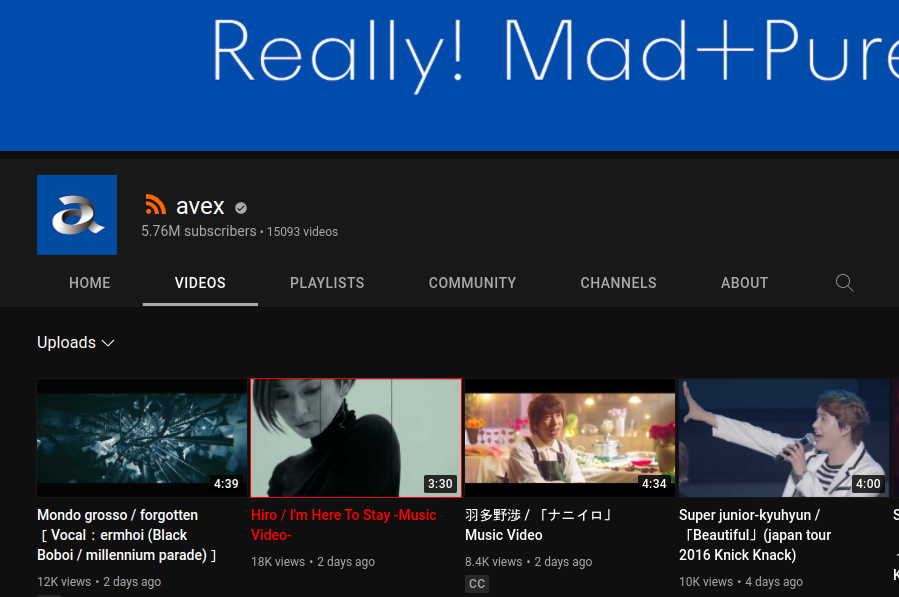 Really! Mad+Pure
avex
5.76M subscribers • 15093 videos
HOME VIDEOS PLAYLISTS COMMUNITY CHANNELS ABOUT
Uploads
4:39
3:30
4:34
4:00
Mondo grosso / forgotten
[ Vocal : ermhoi (Black
Boboi / millennium parade) ]
12K views • 2 days ago
Hiro / I'm Here To Stay -Music
Video-
18K views • 2 days ago
羽多野渉 / 「ナニイロ」
Music Video
8.4K views • 2 days ago
CC
Super junior-kyuhyun /
「Beautiful」(japan tour
2016 Knick Knack)
10K views • 4 days ago
S
K